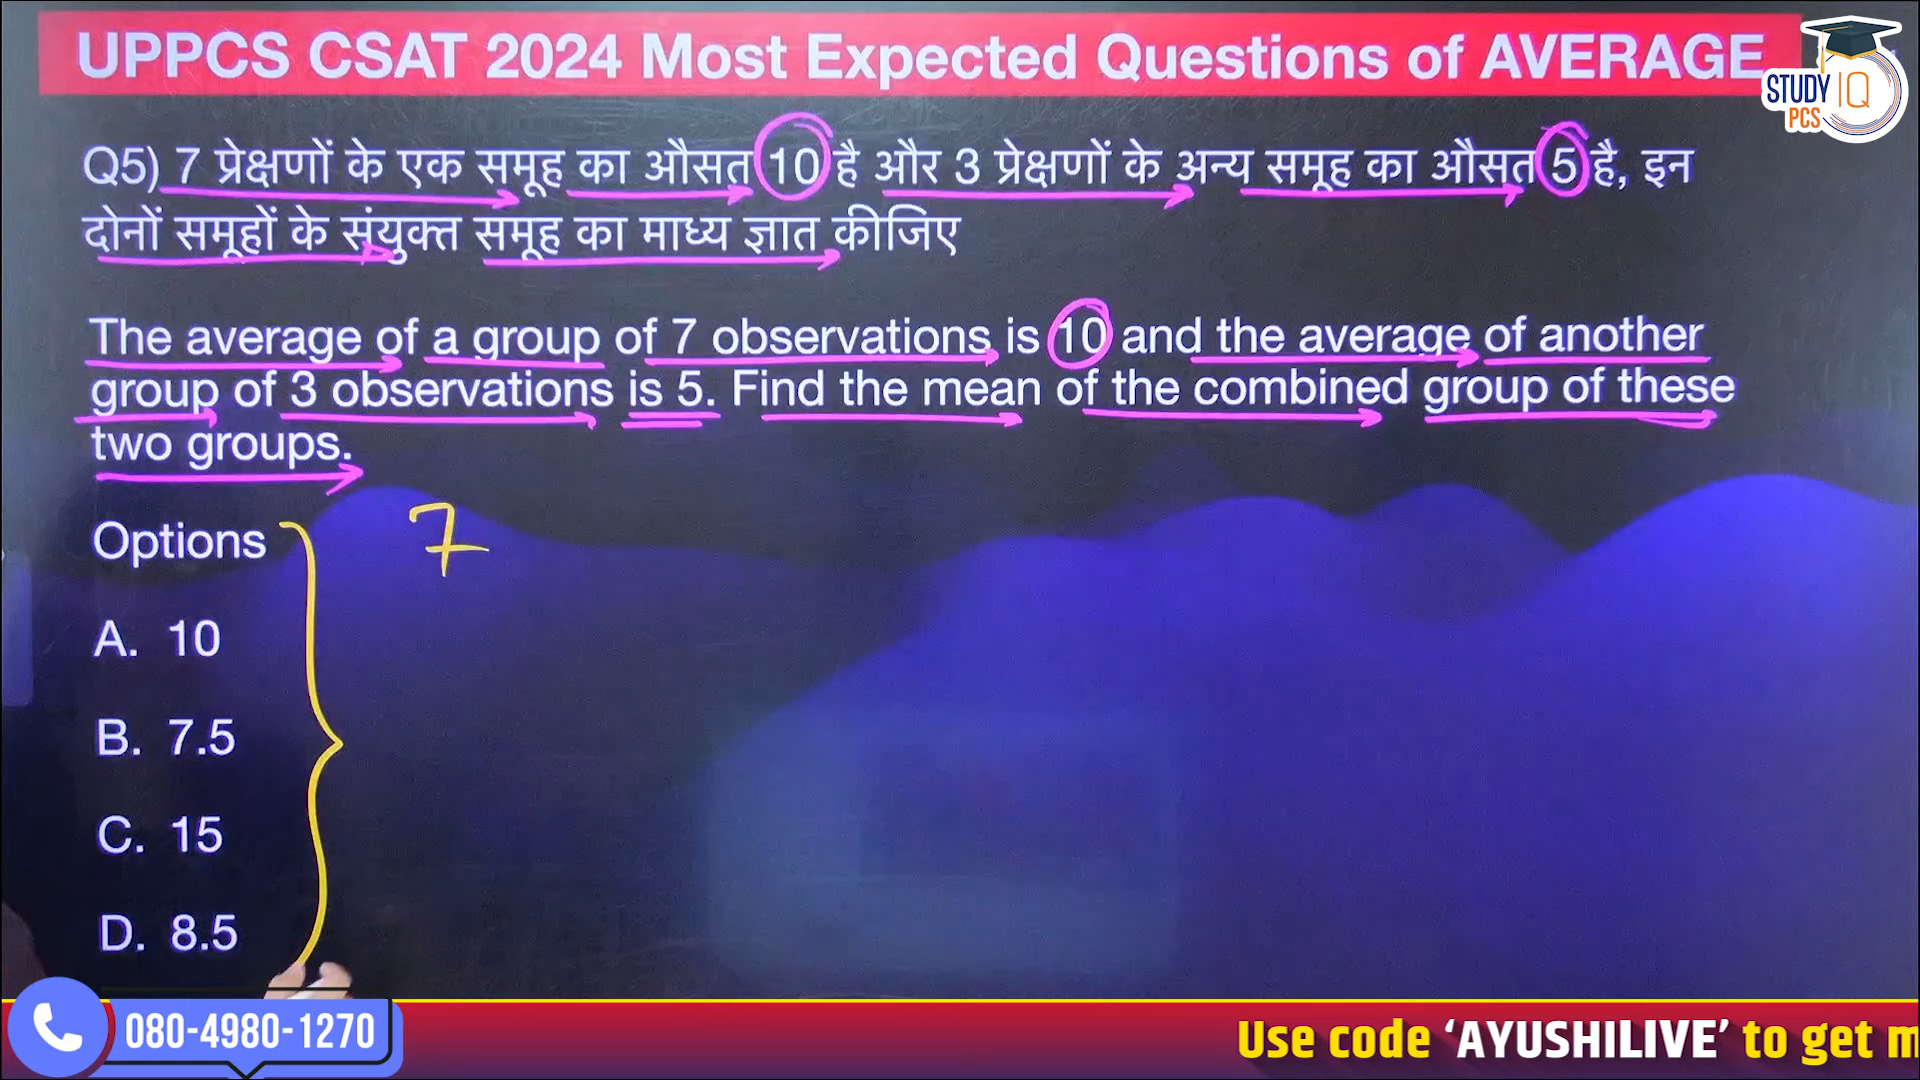 UPPCS CSAT 2024 Most Expected Questions of AVERAGE
STUDY IQ
PCS
Q5) 7 प्रेक्षणों के एक समूह का औसत 10 है और 3 प्रेक्षणों के अन्य समूह का औसत 5 है, इन
दोनों समूहों के संयुक्त समूह का माध्य ज्ञात कीजिए
The average of a group of 7 observations is 10 and the average of another
group of 3 observations is 5. Find the mean of the combined group of these
two groups.
Options
7
A. 10
B. 7.5
C. 15
D. 8.5
080-4980-1270
Use code ‘AYUSHILIVE’ to get m